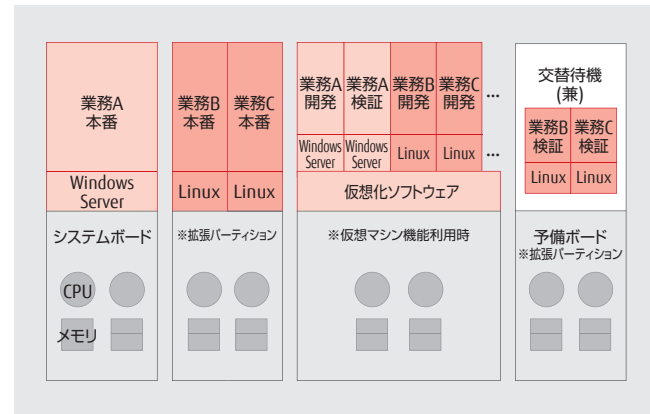 業務A
本番
Windows
Server
システムボード
CPU
メモリ
業務B
本番
業務C
本番
Linux
Linux
※拡張パーティション
業務A
開発
業務A
検証
業務B
開発
業務C
開発
...
Windows
Server
Windows
Server
Linux
Linux
...
仮想化ソフトウェア
※仮想マシン機能利用時
交替待機
(兼)
業務B
検証
業務C
検証
Linux
Linux
予備ボード
※拡張パーティション